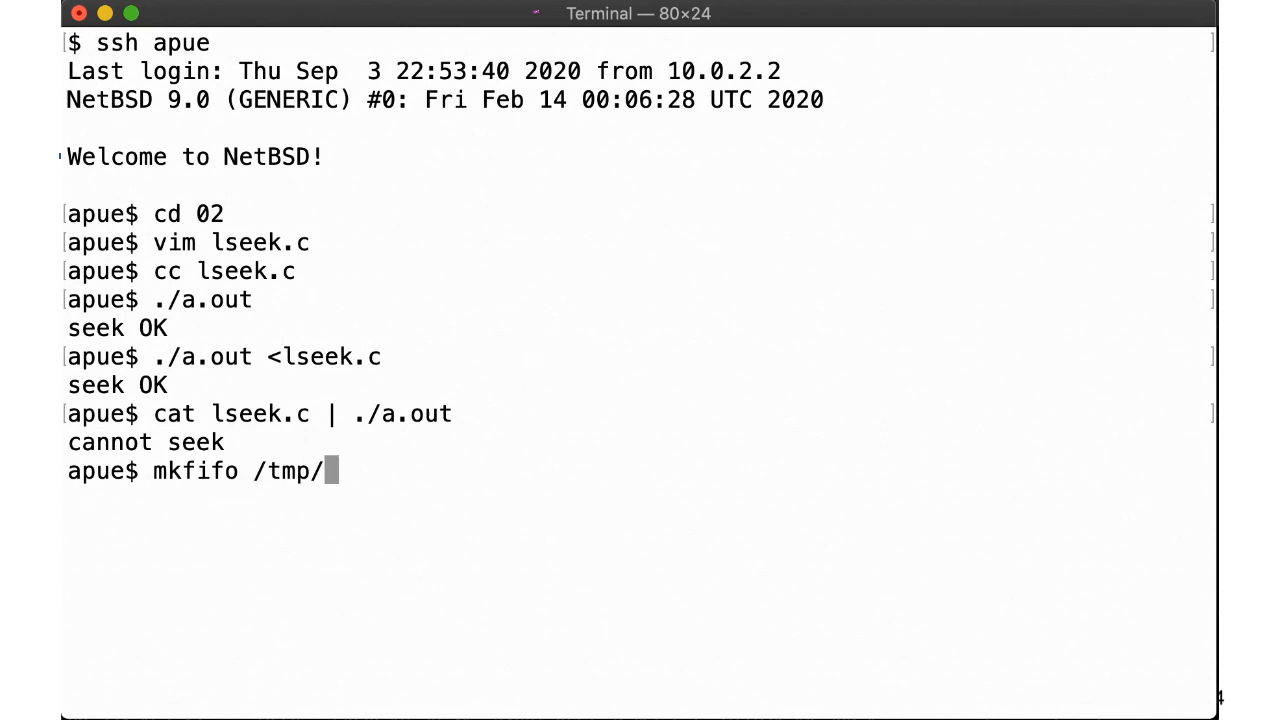 Terminal — 80×24
$ ssh apue
Last login: Thu Sep  3 22:53:40 2020 from 10.0.2.2
NetBSD 9.0 (GENERIC) #0: Fri Feb 14 00:06:28 UTC 2020
Welcome to NetBSD!
apue$ cd 02
apue$ vim lseek.c
apue$ cc lseek.c
apue$ ./a.out
seek OK
apue$ ./a.out <lseek.c
seek OK
apue$ cat lseek.c | ./a.out
cannot seek
apue$ mkfifo /tmp/
4